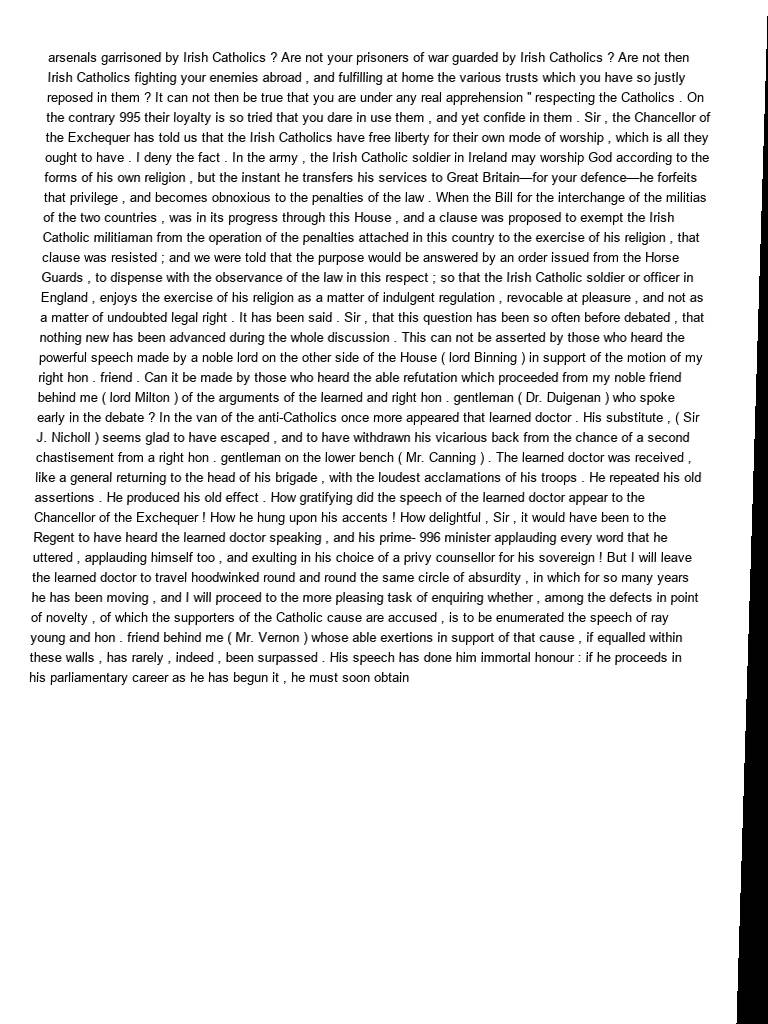 arsenals garrisoned by Irish Catholics ? Are not your prisoners of war guarded by Irish Catholics ? Are not then
Irish Catholics fighting your enemies abroad , and fulfilling at home the various trusts which you have so justly
reposed in them ? It can not then be true that you are under any real apprehension " respecting the Catholics . On
the contrary 995 their loyalty is so tried that you dare in use them , and yet confide in them . Sir , the Chancellor of
the Exchequer has told us that the Irish Catholics have free liberty for their own mode of worship , which is all they
ought to have . I deny the fact . In the army , the Irish Catholic soldier in Ireland may worship God according to the
forms of his own religion , but the instant he transfers his services to Great Britain—for your defence—he forfeits
that privilege , and becomes obnoxious to the penalties of the law . When the Bill for the interchange of the militias
of the two countries , was in its progress through this House , and a clause was proposed to exempt the Irish
Catholic militiaman from the operation of the penalties attached in this country to the exercise of his religion , that
clause was resisted ; and we were told that the purpose would be answered by an order issued from the Horse
Guards , to dispense with the observance of the law in this respect ; so that the Irish Catholic soldier or officer in
England , enjoys the exercise of his religion as a matter of indulgent regulation , revocable at pleasure , and not as
a matter of undoubted legal right . It has been said . Sir , that this question has been so often before debated , that
nothing new has been advanced during the whole discussion . This can not be asserted by those who heard the
powerful speech made by a noble lord on the other side of the House ( lord Binning ) in support of the motion of my
right hon . friend . Can it be made by those who heard the able refutation which proceeded from my noble friend
behind me ( lord Milton ) of the arguments of the learned and right hon . gentleman ( Dr. Duigenan ) who spoke
early in the debate ? In the van of the anti-Catholics once more appeared that learned doctor . His substitute , ( Sir
J. Nicholl ) seems glad to have escaped , and to have withdrawn his vicarious back from the chance of a second
chastisement from a right hon . gentleman on the lower bench ( Mr. Canning ) . The learned doctor was received ,
like a general returning to the head of his brigade , with the loudest acclamations of his troops . He repeated his old
assertions . He produced his old effect . How gratifying did the speech of the learned doctor appear to the
Chancellor of the Exchequer ! How he hung upon his accents ! How delightful , Sir , it would have been to the
Regent to have heard the learned doctor speaking , and his prime- 996 minister applauding every word that he
uttered , applauding himself too , and exulting in his choice of a privy counsellor for his sovereign ! But I will leave
the learned doctor to travel hoodwinked round and round the same circle of absurdity , in which for so many years
he has been moving , and I will proceed to the more pleasing task of enquiring whether , among the defects in point
of novelty , of which the supporters of the Catholic cause are accused , is to be enumerated the speech of ray
young and hon . friend behind me ( Mr. Vernon ) whose able exertions in support of that cause , if equalled within
these walls , has rarely , indeed , been surpassed . His speech has done him immortal honour : if he proceeds in
his parliamentary career as he has begun it , he must soon obtain